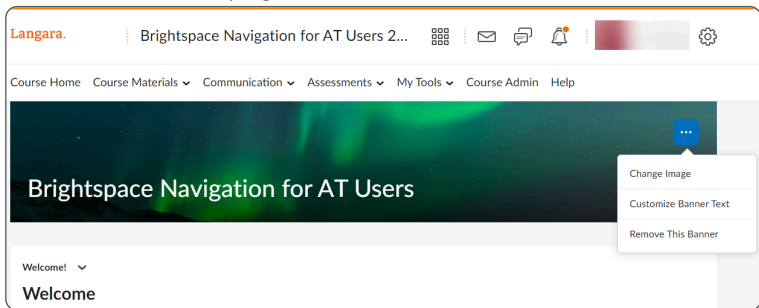 Langara.
Brightspace Navigation for AT Users 2...
Course Home Course Materials Communication Assessments My Tools Course Admin Help
...
Brightspace Navigation for AT Users
Change Image
Customize Banner Text
Remove This Banner
Welcome!
Welcome